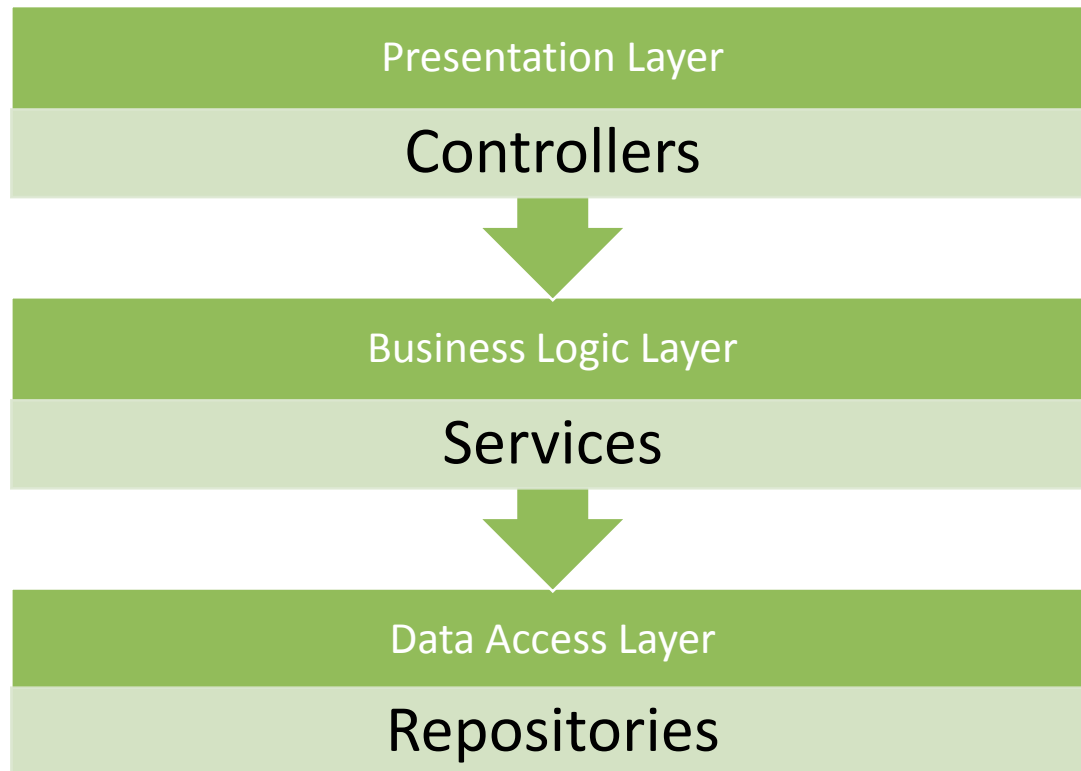 Presentation Layer
Controllers
Business Logic Layer
Services
Data Access Layer
Repositories